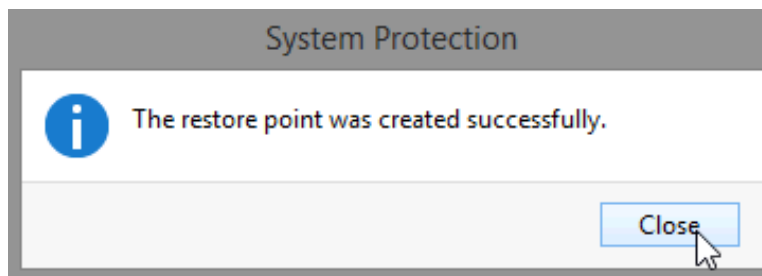 System Protection
The restore point was created successfully.
Close